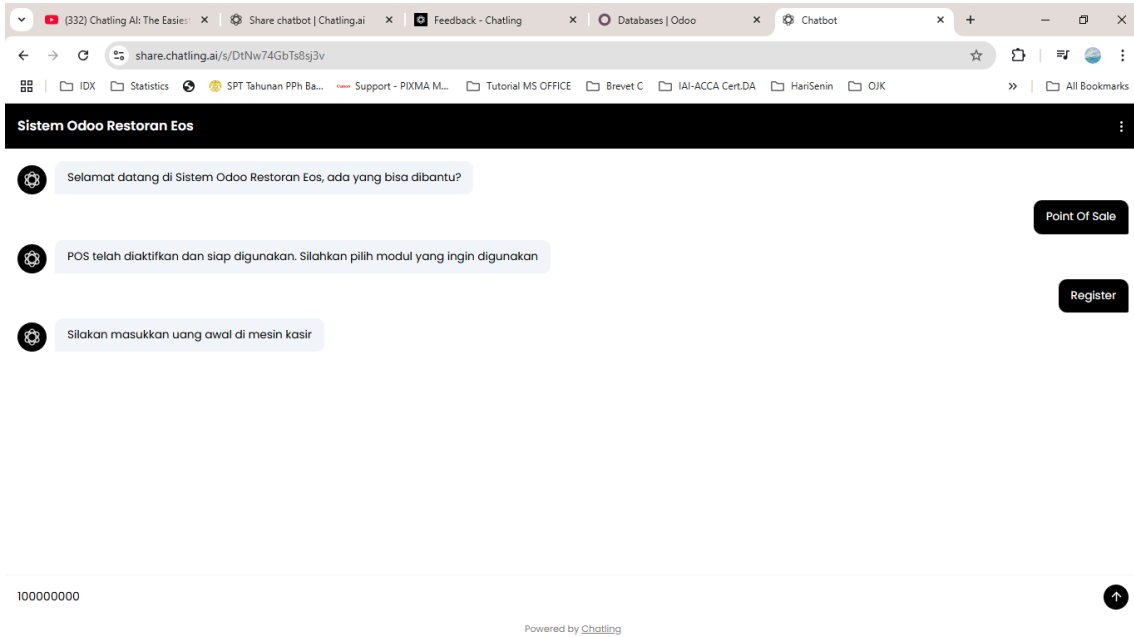 (332) Chatling AI: The Easies
Share chatbot | Chatling.ai
Feedback - Chatling
Databases | Odoo
Chatbot
share.chatling.ai/s/DtNw74GbTs8sj3v
IDX
Statistics
SPT Tahunan PPh Ba...
Support - PIXMA M...
Tutorial MS OFFICE
Brevet C
IAI-ACCA Cert.DA
HariSenin
OJK
All Bookmarks
Sistem Odoo Restoran Eos
Selamat datang di Sistem Odoo Restoran Eos, ada yang bisa dibantu?
Point Of Sale
POS telah diaktifkan dan siap digunakan. Silahkan pilih modul yang ingin digunakan
Register
Silakan masukkan uang awal di mesin kasir
100000000
Powered by Chatling